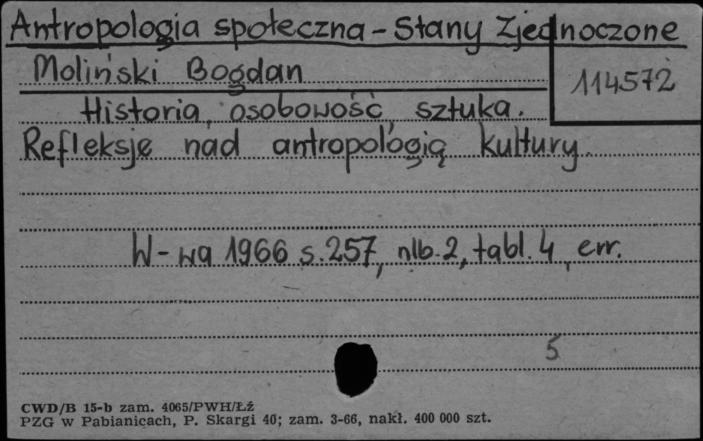 Antropologia społeczna - Stany Zjednoczone
Moliński Bogdan
114572
Historia, osobowość, sztuka.
Refleksje nad antropologią kultury.
W-wa 1966 s. 257, nlb. 2, tabl. 4, err.
5
CWD/B 15-b zam. 4065/PWH/Łź
PZG w Pabianicach, P. Skargi 40; zam. 3-66, nakł. 400 000 szt.